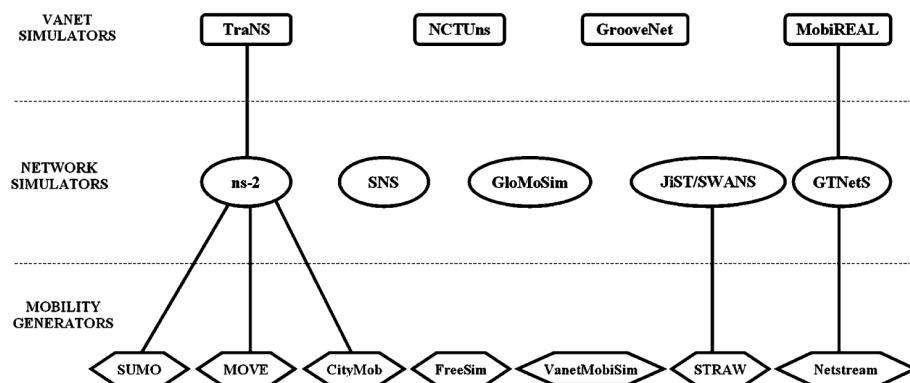 VANET
SIMULATORS
TraNS
NCTUns
GrooveNet
MobiREAL
NETWORK
SIMULATORS
ns-2
SNS
GloMoSim
JiST/SWANS
GTNetS
MOBILITY
GENERATORS
SUMO
MOVE
CityMob
FreeSim
VanetMobiSim
STRAW
Netstream